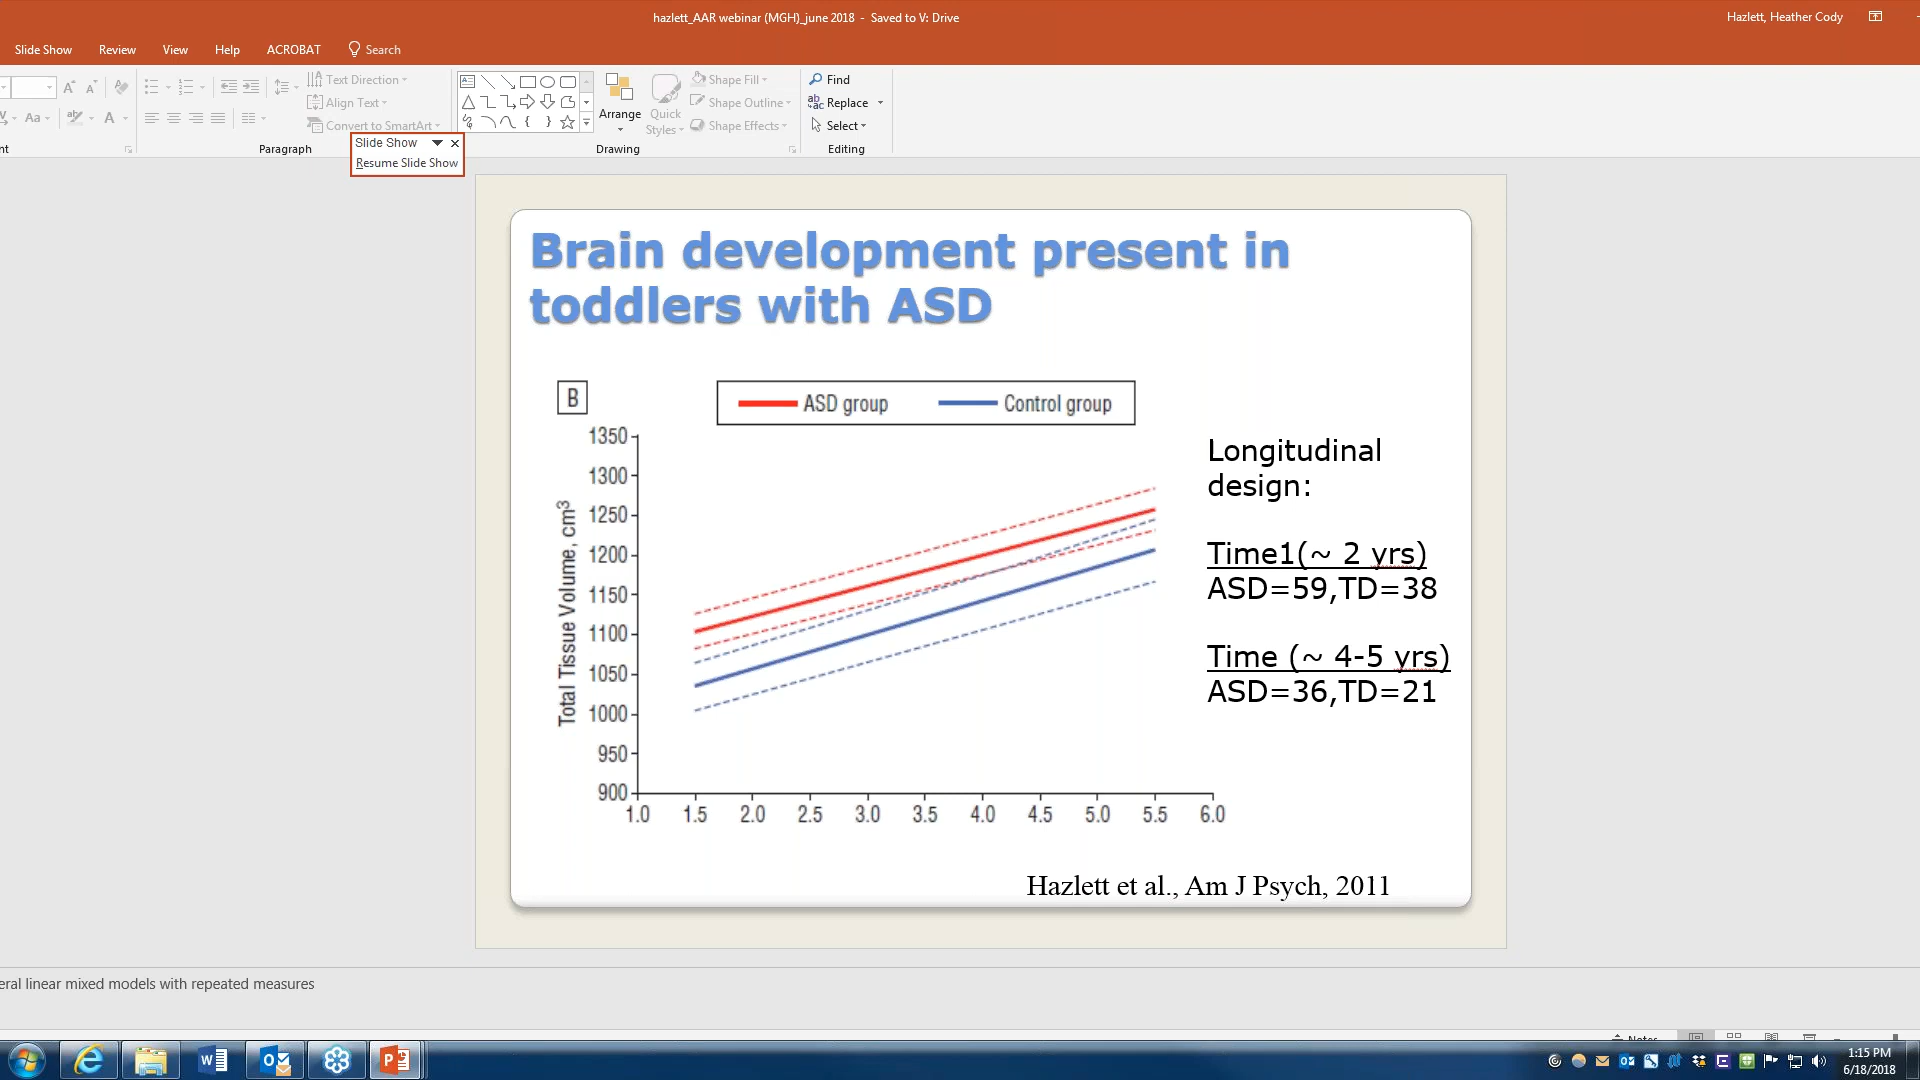 hazlett_AAR webinar (MGH)_june 2018 - Saved to V: Drive
Hazlett, Heather Cody
Slide Show Review View Help ACROBAT Search
Text Direction
Align Text
Convert to SmartArt
Aa
A
Paragraph
Arrange
Quick
Styles
Shape Fill
Shape Outline
Shape Effects
Drawing
Find
Replace
Select
Editing
Slide Show
Resume Slide Show
Brain development present in
toddlers with ASD
B
ASD group Control group
Total Tissue Volume, cm3
1350
1300
1250
1200
1150
1100
1050
1000
950
900
1.0 1.5 2.0 2.5 3.0 3.5 4.0 4.5 5.0 5.5 6.0
Longitudinal
design:
Time1(~ 2 yrs)
ASD=59,TD=38
Time (~ 4-5 yrs)
ASD=36,TD=21
Hazlett et al., Am J Psych, 2011
eral linear mixed models with repeated measures
Notes
1:15 PM
6/18/2018